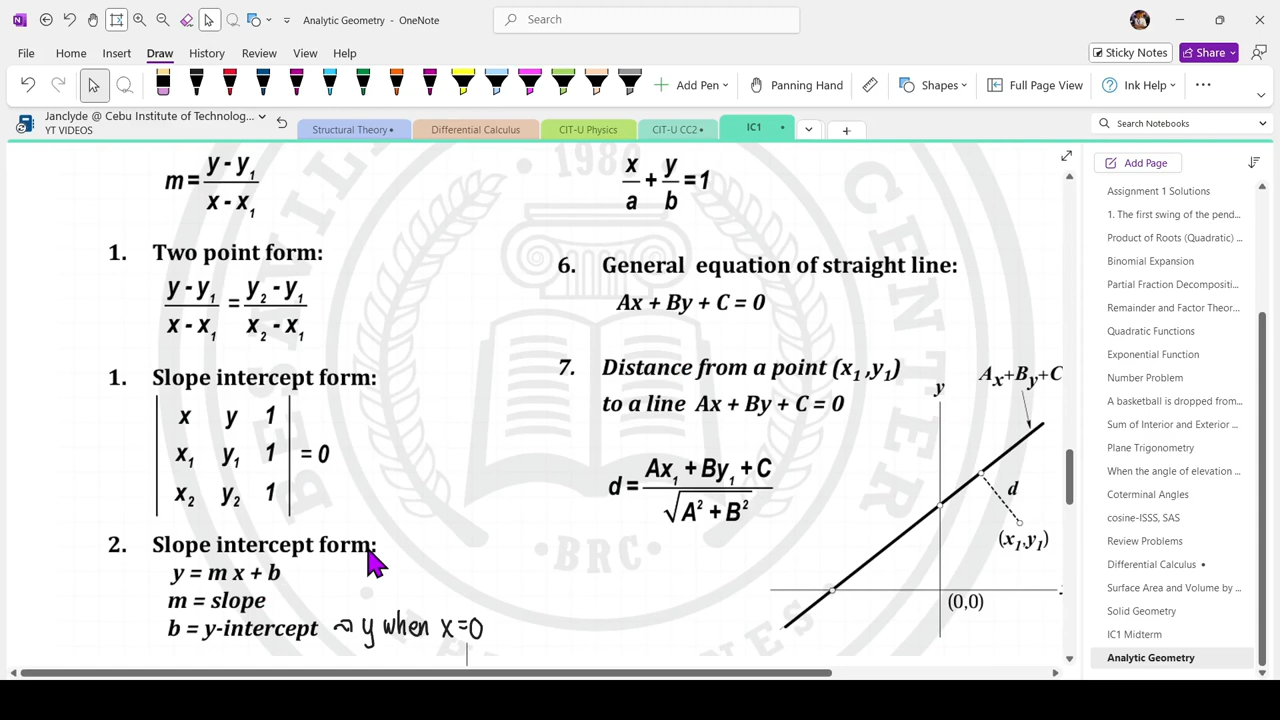 Analytic Geometry - OneNote
Search
File Home Insert Draw History Review View Help
Sticky Notes Share
Add Pen Panning Hand Shapes Full Page View Ink Help
Janclyde @ Cebu Institute of Technolog...
YT VIDEOS
Structural Theory Differential Calculus CIT-U Physics CIT-U CC2 IC1
Search Notebooks
Add Page
Assignment 1 Solutions
1. The first swing of the pend...
Product of Roots (Quadratic) ...
Binomial Expansion
Partial Fraction Decompositi...
Remainder and Factor Theor...
Quadratic Functions
Exponential Function
Number Problem
A basketball is dropped from...
Sum of Interior and Exterior ...
Plane Trigonometry
When the angle of elevation ...
Coterminal Angles
cosine-ISSS, SAS
Review Problems
Differential Calculus
Surface Area and Volume by ...
Solid Geometry
IC1 Midterm
Analytic Geometry
m = (y - y₁)/(x - x₁)
1. Two point form:
(y - y₁)/(x - x₁) = (y₂ - y₁)/(x₂ - x₁)
1. Slope intercept form:
x y 1
x₁ y₁ 1 = 0
x₂ y₂ 1
2. Slope intercept form:
y = m x + b
m = slope
b = y-intercept → y when x=0
x/a + y/b = 1
6. General equation of straight line:
Ax + By + C = 0
7. Distance from a point (x₁,y₁)
to a line Ax + By + C = 0
d = (Ax₁ + By₁ + C)/√(A² + B²)
y
Ax+By+C
d
(x₁,y₁)
(0,0)
BRC